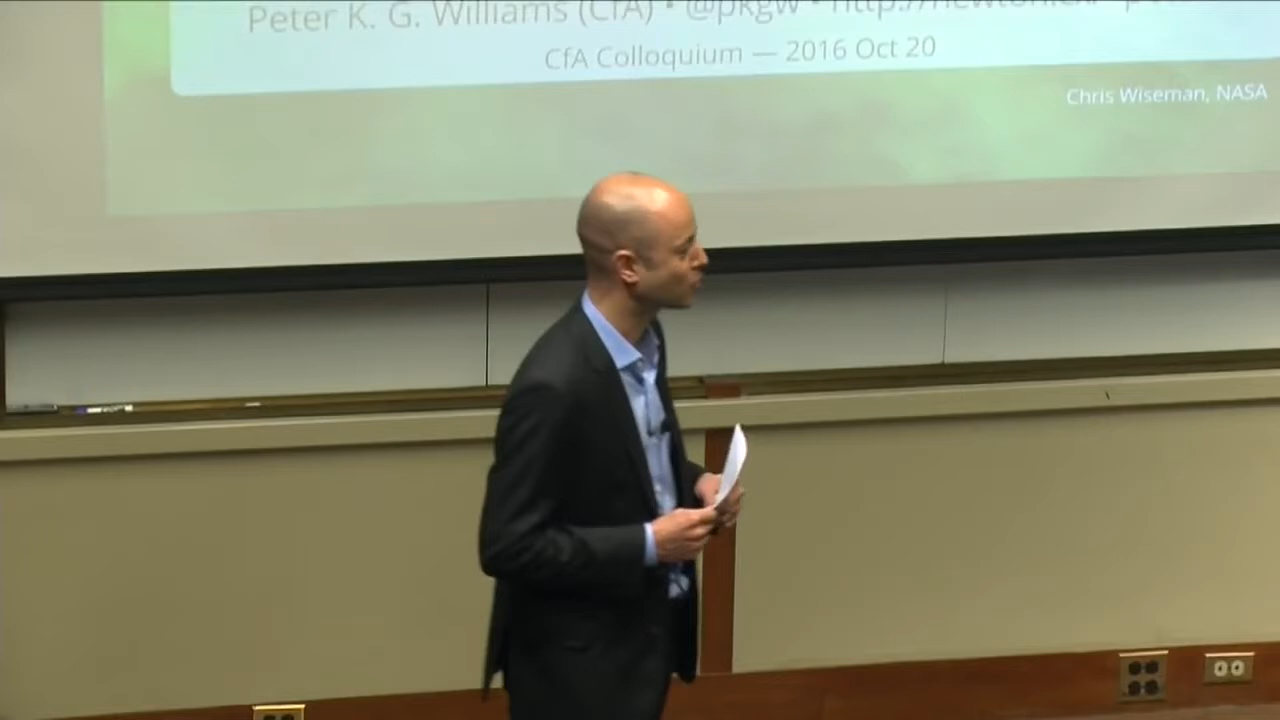 Peter K. G. Williams (CfA) • @pkgw •
CfA Colloquium — 2016 Oct 20
Chris Wiseman, NASA